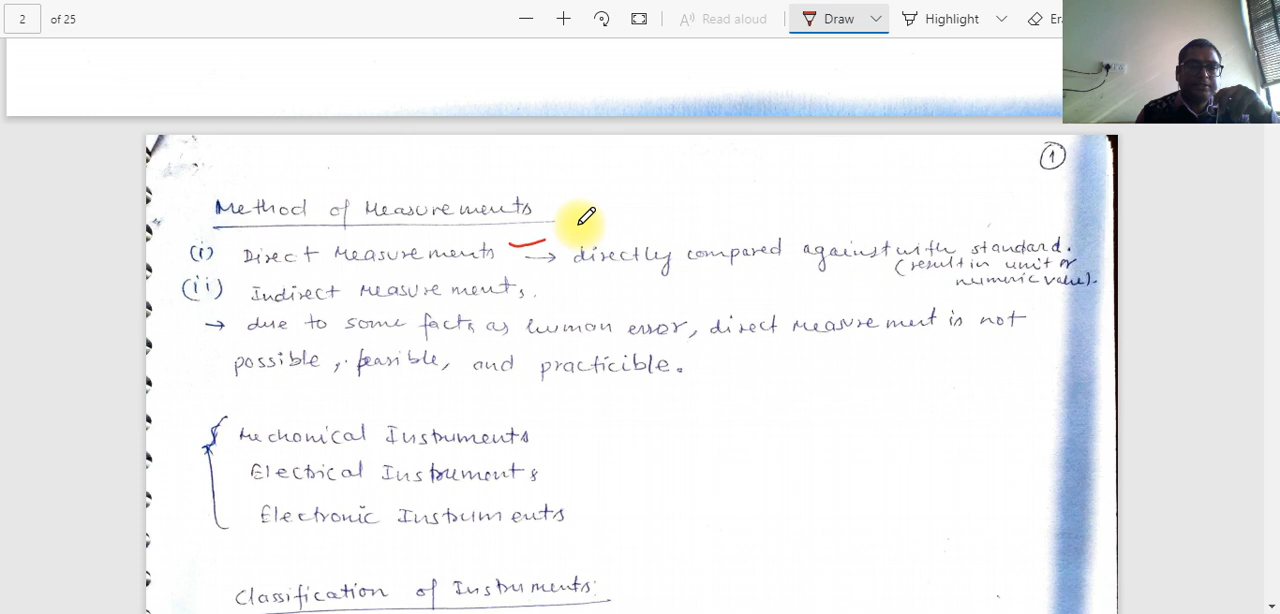 2 of 25 Read aloud Draw Highlight Er
1
Method of Measurements
(i) Direct Measurements → directly compared against with standard.
(result in unit or
numeric value).
(ii) Indirect Measurements.
→ due to some facts as human error, direct measurement is not
possible, feasible, and practicible.
Mechonical Instruments
Electrical Instruments
Electronic Instruments
Classification of Instruments: